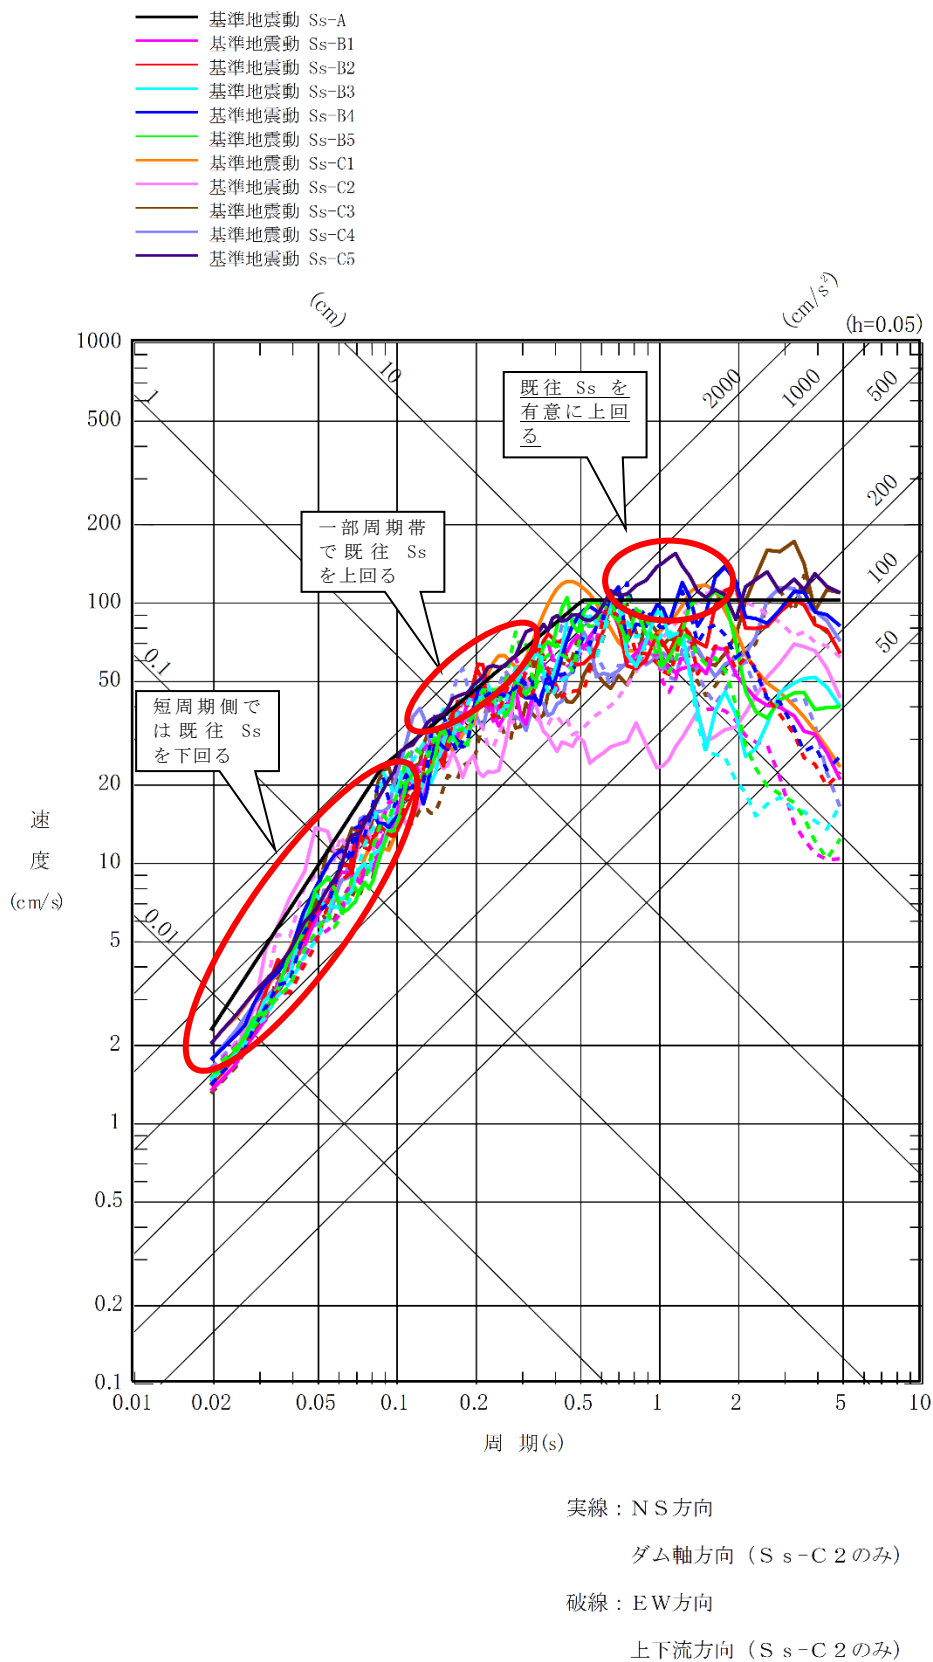 基準地震動 Ss-A
基準地震動 Ss-B1
基準地震動 Ss-B2
基準地震動 Ss-B3
基準地震動 Ss-B4
基準地震動 Ss-B5
基準地震動 Ss-C1
基準地震動 Ss-C2
基準地震動 Ss-C3
基準地震動 Ss-C4
基準地震動 Ss-C5
(cm)
(cm/s²)
(h=0.05)
1000
500
200
100
50
20
10
5
2
1
0.5
0.2
0.1
1
10
0.1
0.01
2000
1000
500
200
100
50
既往 Ss を
有意に上回
る
一部周期帯
で既往 Ss
を上回る
短周期側で
は既往 Ss
を下回る
速
度
(cm/s)
0.01
0.02
0.05
0.1
0.2
0.5
1
2
5
10
周 期(s)
実線：ＮＳ方向
ダム軸方向（Ｓｓ-Ｃ２のみ）
破線：ＥＷ方向
上下流方向（Ｓｓ-Ｃ２のみ）